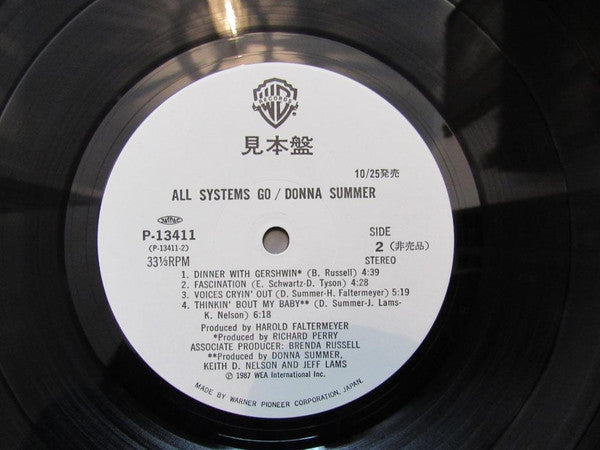 WB
RECORDS
見本盤
10/25発売
ALL SYSTEMS GO / DONNA SUMMER
P-13411
(P-13411-2)
33⅓RPM
SIDE
2 (非売品)
STEREO
1. DINNER WITH GERSHWIN* (B. Russell) 4:39
2. FASCINATION (E. Schwartz-D. Tyson) 4:28
3. VOICES CRYIN' OUT (D. Summer-H. Faltermeyer) 5:19
4. THINKIN' BOUT MY BABY** (D. Summer-J. Lams-
K. Nelson) 6:18
Produced by HAROLD FALTERMEYER
*Produced by RICHARD PERRY
ASSOCIATE PRODUCER: BRENDA RUSSELL
**Produced by DONNA SUMMER,
KEITH D. NELSON AND JEFF LAMS
℗ 1987 WEA International Inc.
MADE BY WARNER PIONEER CORPORATION, JAPAN.